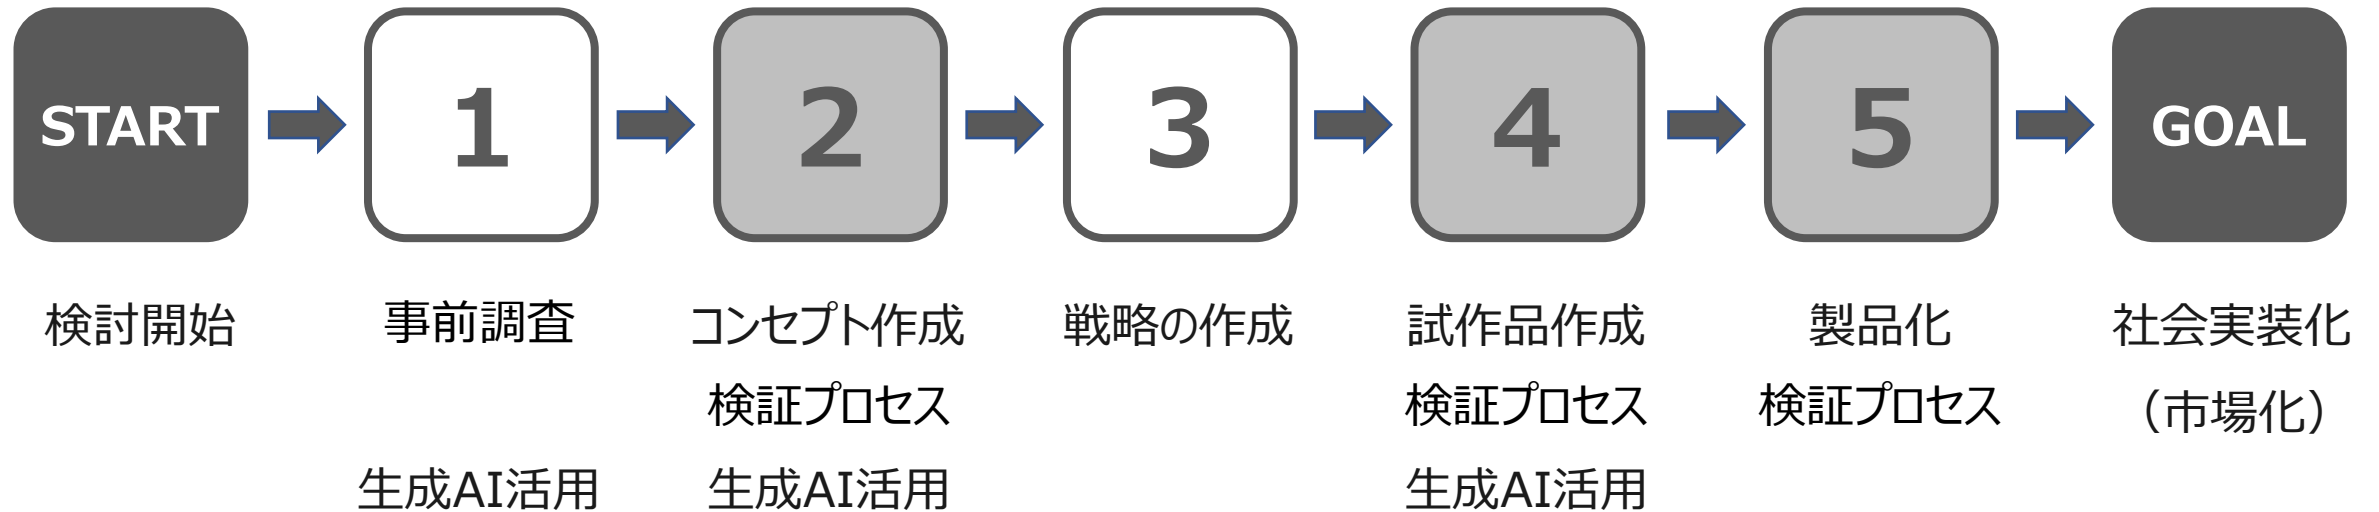 START
1
2
3
4
5
GOAL
検討開始
事前調査
コンセプト作成
戦略の作成
試作品作成
製品化
社会実装化
検証プロセス
検証プロセス
検証プロセス
（市場化）
生成AI活用
生成AI活用
生成AI活用